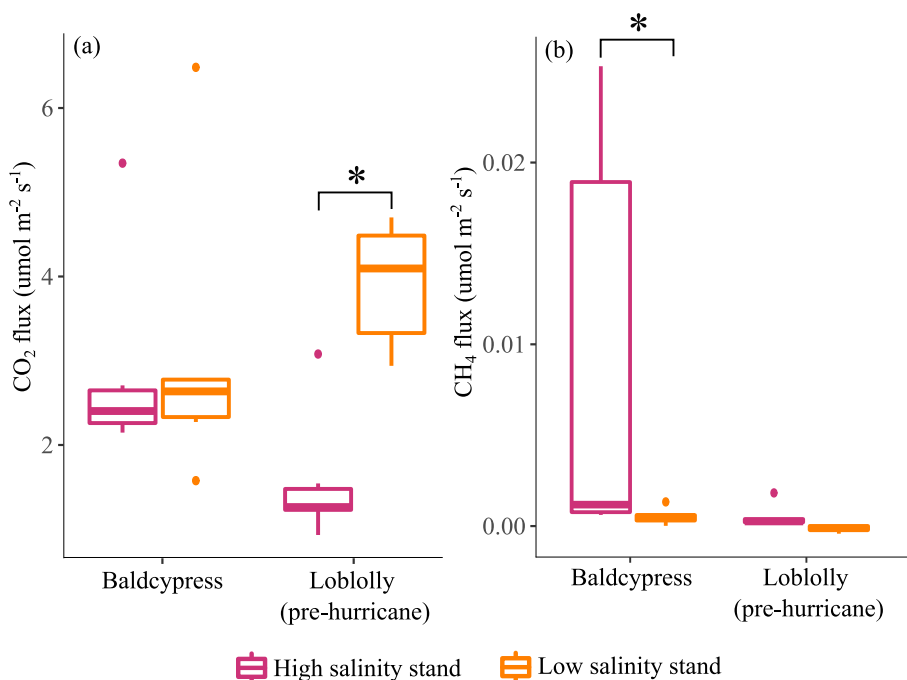 (a)
CO₂ flux (umol m⁻² s⁻¹)
6
4
2
*
Baldcypress
Loblolly
(pre-hurricane)
(b)
CH₄ flux (umol m⁻² s⁻¹)
0.02
0.01
0.00
*
Baldcypress
Loblolly
(pre-hurricane)
High salinity stand
Low salinity stand